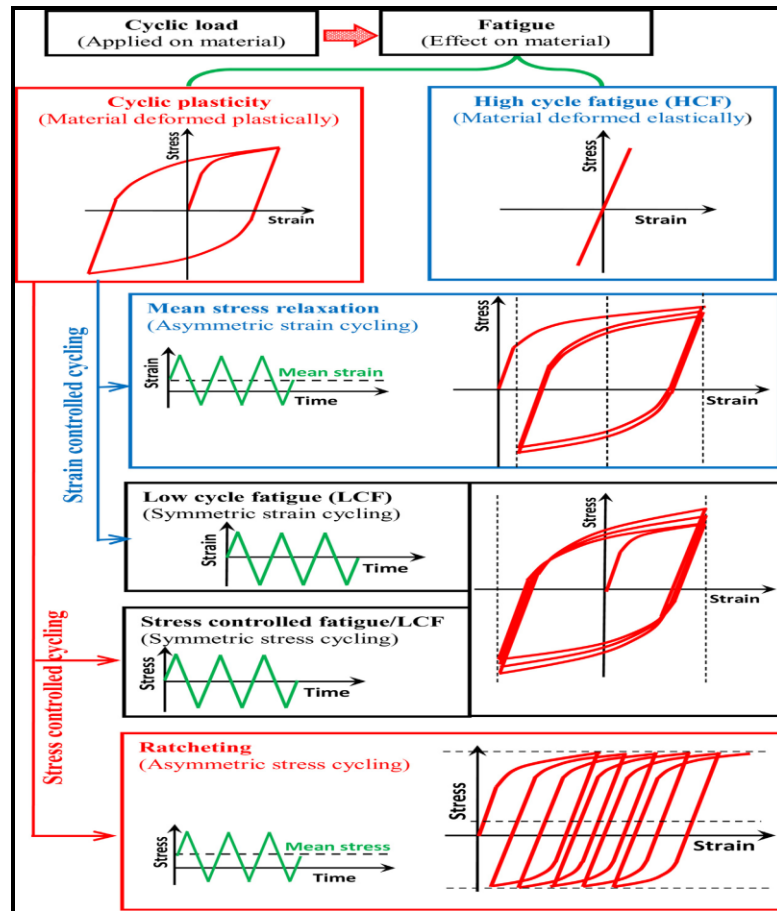 Cyclic load
(Applied on material)
Fatigue
(Effect on material)
Cyclic plasticity
(Material deformed plastically)
Stress
Strain
High cycle fatigue (HCF)
(Material deformed elastically)
Stress
Strain
Strain controlled cycling
Stress controlled cycling
Mean stress relaxation
(Asymmetric strain cycling)
Strain
Mean strain
Time
Stress
Strain
Low cycle fatigue (LCF)
(Symmetric strain cycling)
Strain
Time
Stress
Strain
Stress controlled fatigue/LCF
(Symmetric stress cycling)
Stress
Time
Ratcheting
(Asymmetric stress cycling)
Stress
Mean stress
Time
Stress
Strain